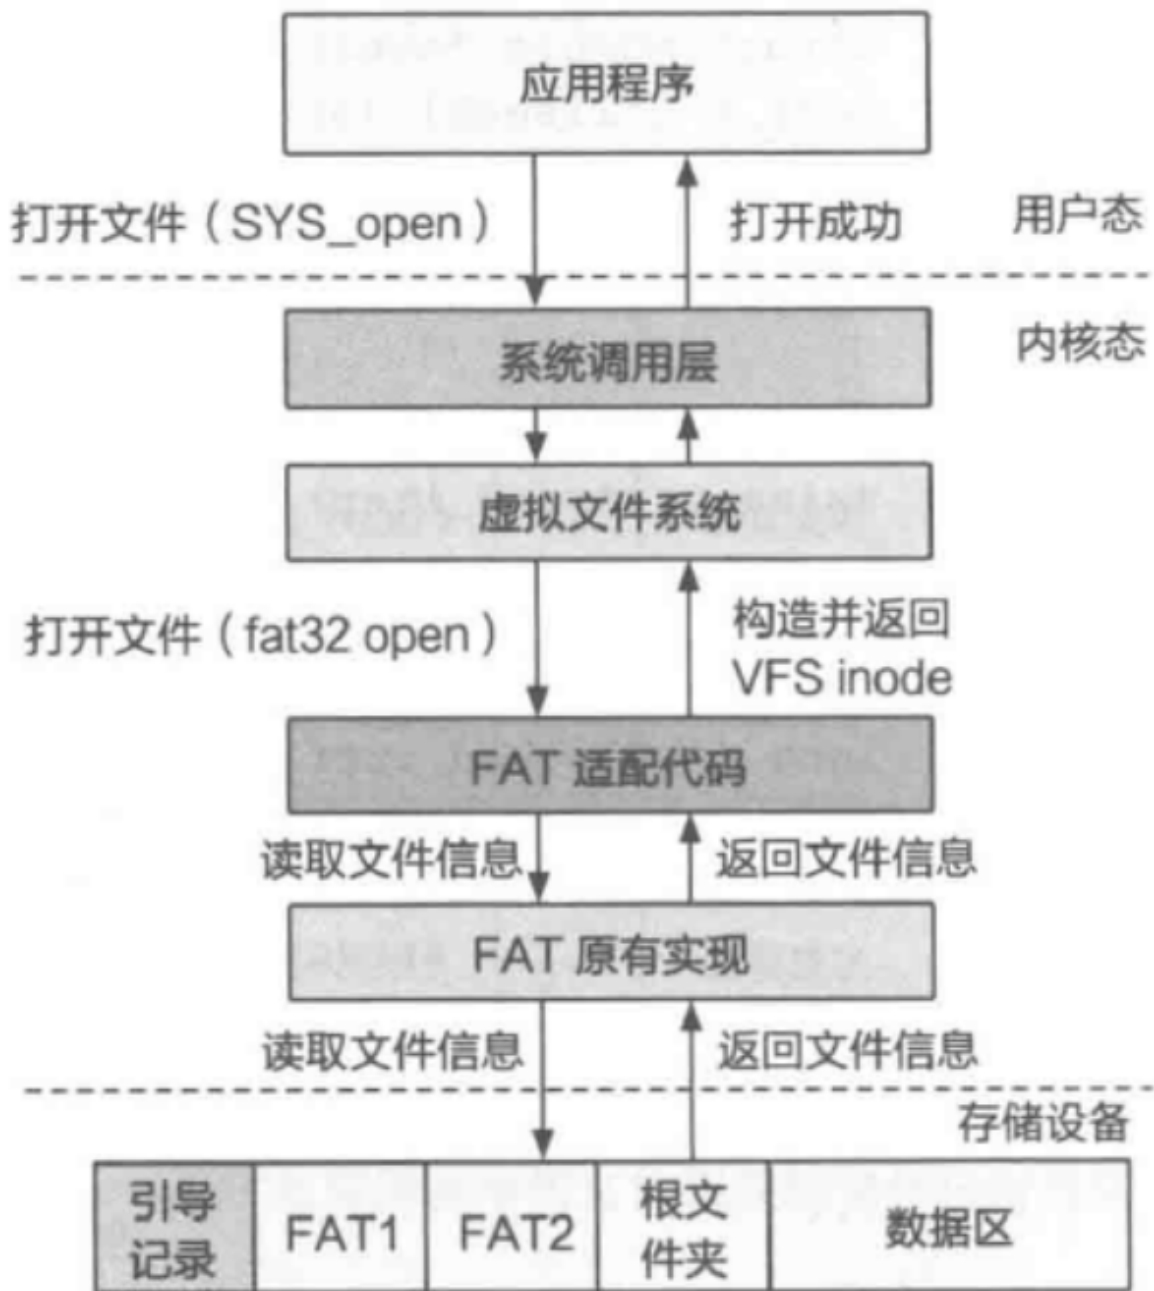 应用程序
打开文件（SYS_open）
打开成功
用户态
内核态
系统调用层
虚拟文件系统
打开文件（fat32 open）
构造并返回
VFS inode
FAT 适配代码
读取文件信息
返回文件信息
FAT 原有实现
读取文件信息
返回文件信息
存储设备
引导
记录
FAT1
FAT2
根文
件夹
数据区